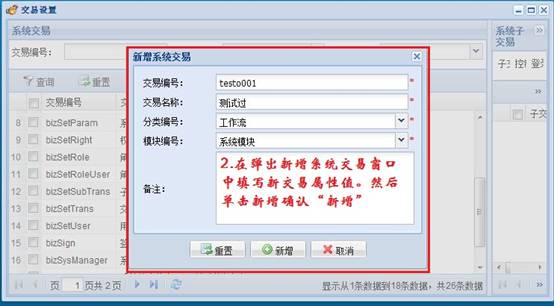 交易设置
系统交易
系统子
交易
交易编号:
查询 重置
子 控 登
8 bizSetParam
9 bizSetRight
10 bizSetRole
11 bizSetRoleUser
12 bizSetSubTrans 子
13 bizSetTrans 交
14 bizSetUser 用
15 bizSign
16 bizSysManager 系
子交
新增系统交易
交易编号: testo001 *
交易名称: 测试过 *
分类编号: 工作流 *
模块编号: 系统模块 *
备注:
2.在弹出新增系统交易窗口
中填写新交易属性值。然后
单击新增确认“新增”
重置 新增 取消
页 1 页共 2 页 显示从1条数据到18条数据，共26条数据